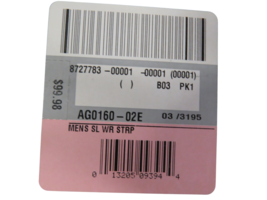 8727783-00001 -00001 (00001)
( ) B03 PK1
$99.98
AG0160-02E 03 /3195
MENS SL WR STRP
0 13205 09394 4